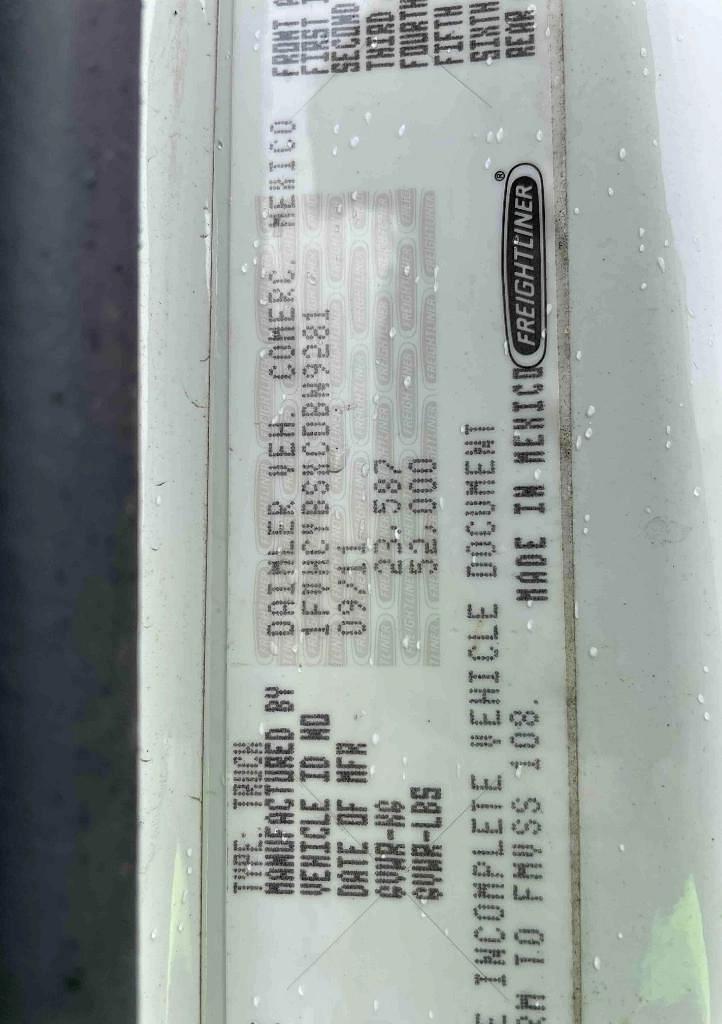 TYPE: TRUCK
MANUFACTURED BY DAIMLER VEH. COMERC. MEXICO FRONT
VEHICLE ID NO 1FVHCYBSXCDBN9281 FIRST
DATE OF MFR 09/11 SECOND
THIRD
GVWR-KG 23,587 FOURTH
GVWR-LBS 52,000 FIFTH
SIXTH
INCOMPLETE VEHICLE DOCUMENT REAR
TO FMVSS 108. MADE IN MEXICO FREIGHTLINER®